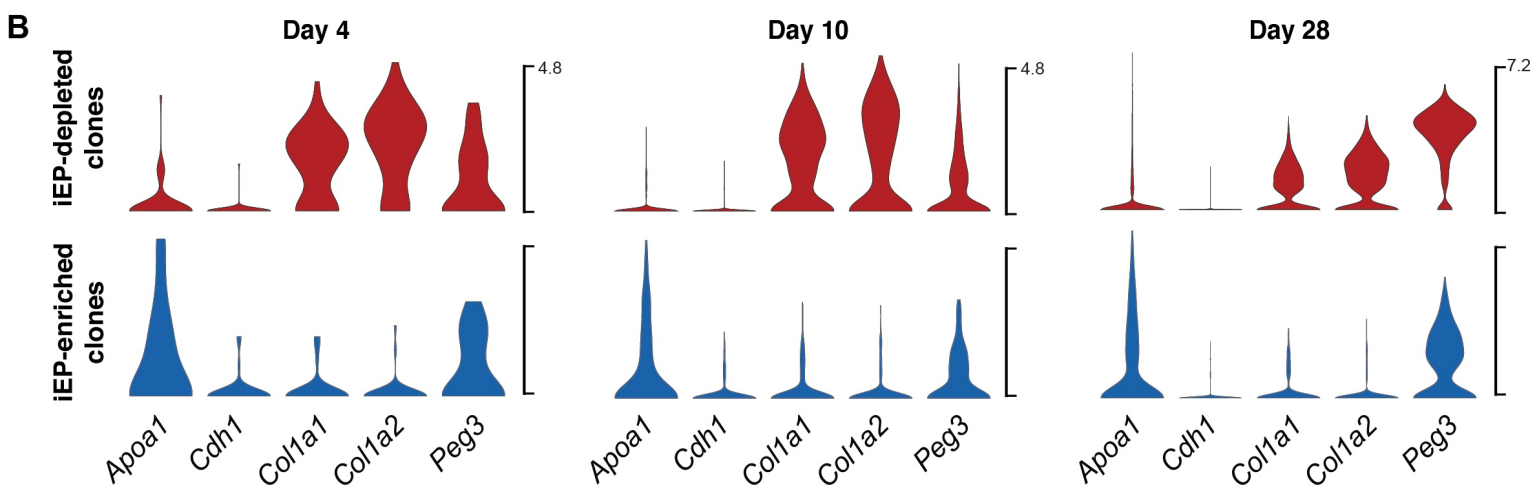 B
Day 4 Day 10 Day 28
iEP-depleted
clones
4.8 4.8 7.2
iEP-enriched
clones
Apoa1 Cdh1 Col1a1 Col1a2 Peg3 Apoa1 Cdh1 Col1a1 Col1a2 Peg3 Apoa1 Cdh1 Col1a1 Col1a2 Peg3